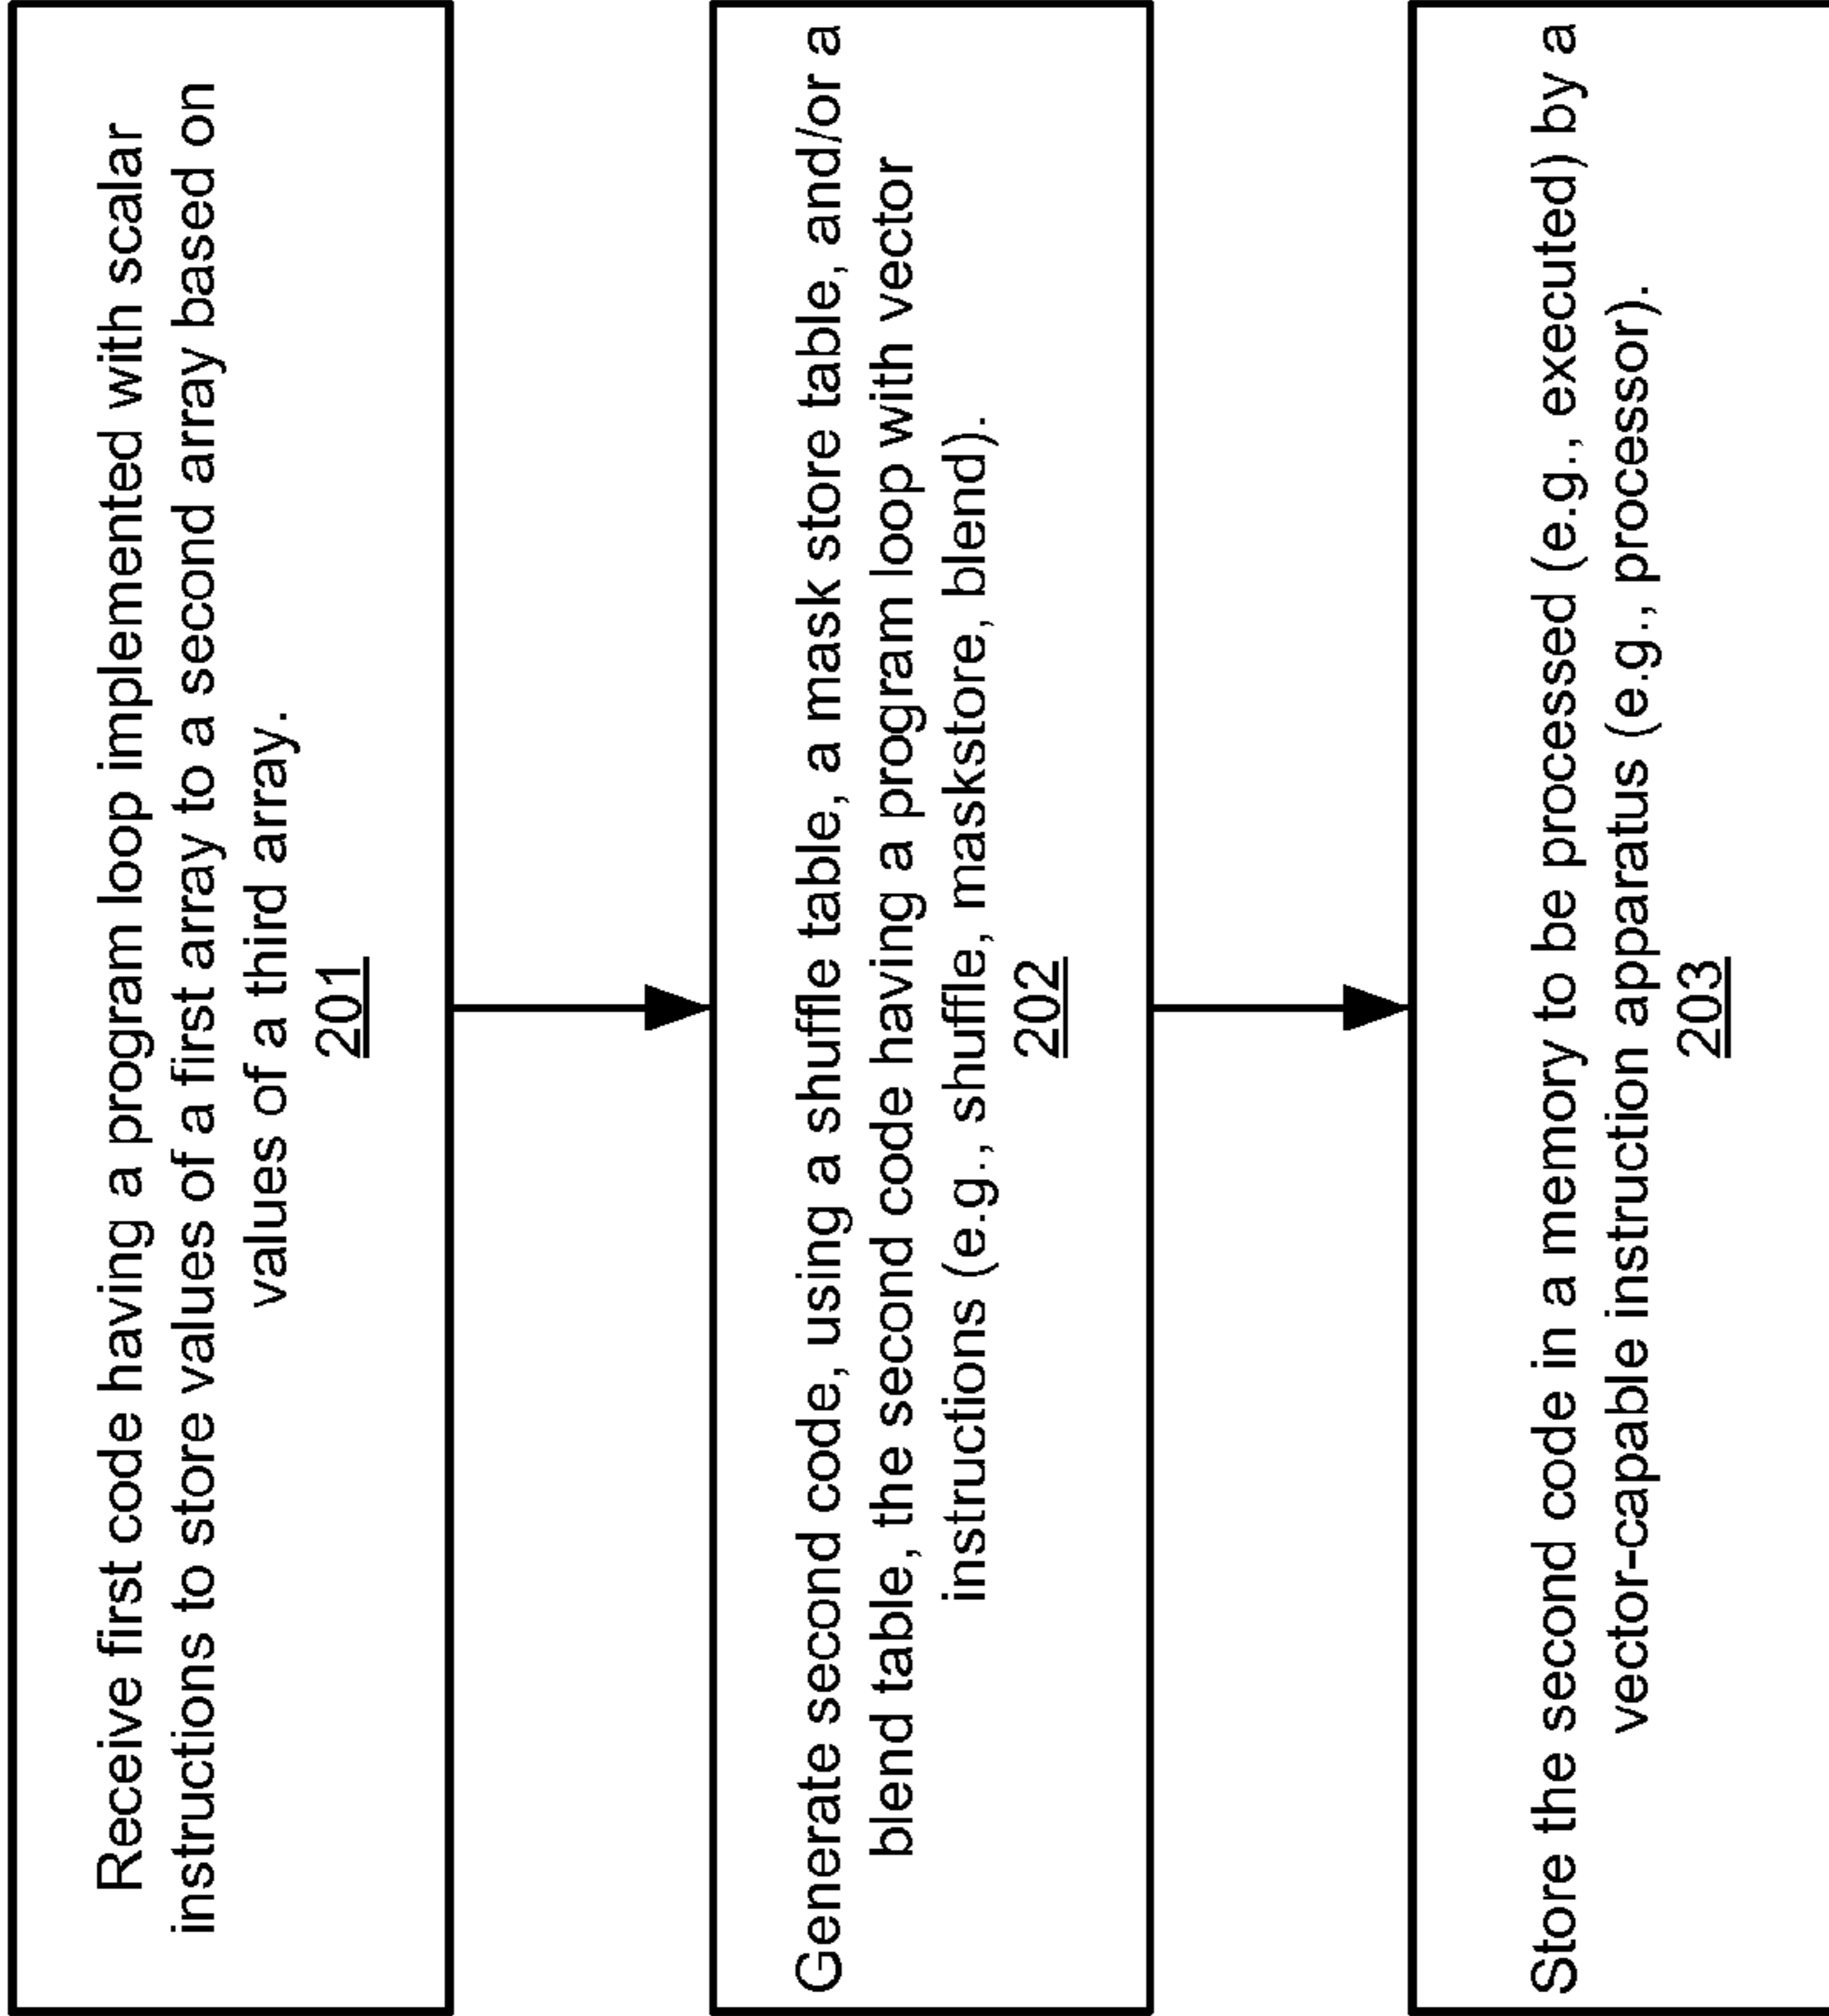 Receive first code having a program loop implemented with scalar
instructions to store values of a first array to a second array based on
values of a third array.
201
Generate second code, using a shuffle table, a mask store table, and/or a
blend table, the second code having a program loop with vector
instructions (e.g., shuffle, maskstore, blend).
202
Store the second code in a memory to be processed (e.g., executed) by a
vector-capable instruction apparatus (e.g., processor).
203